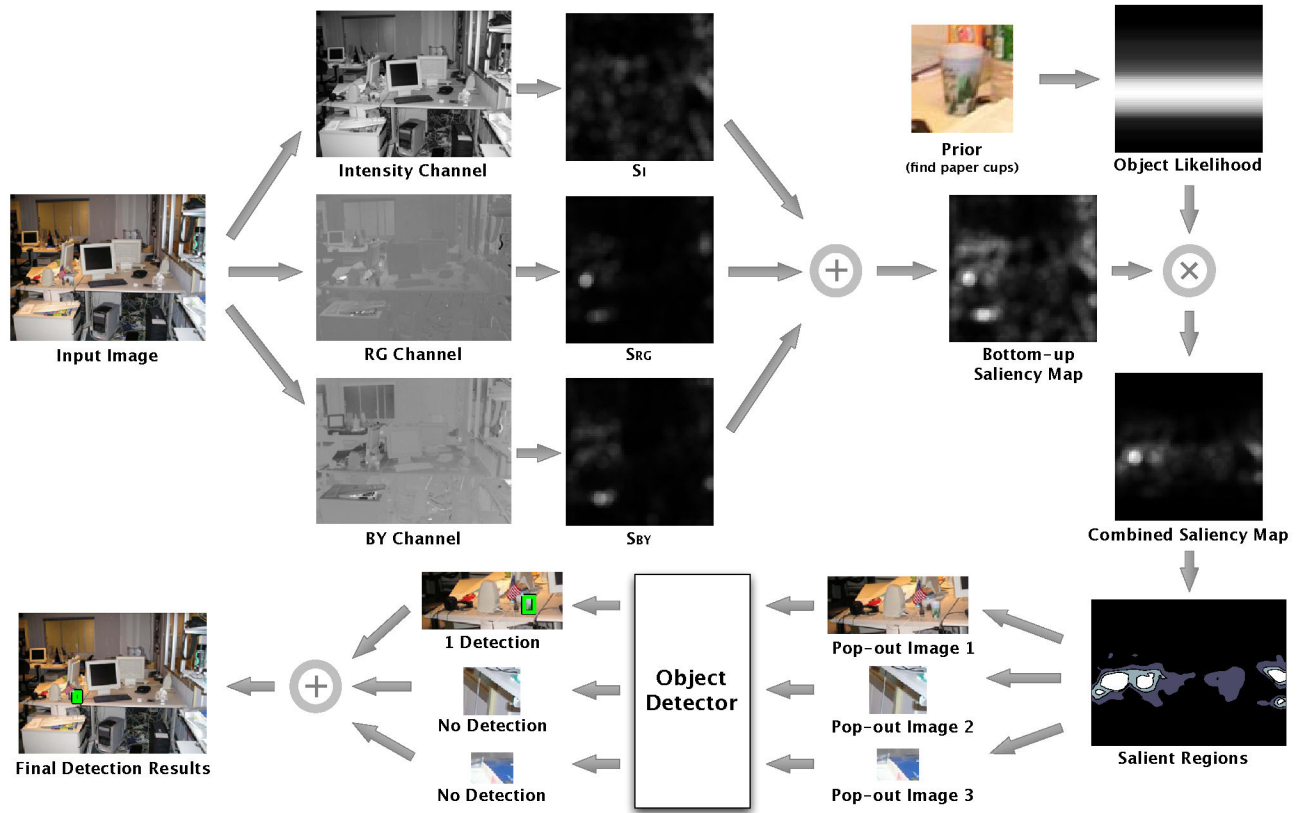 Intensity Channel
SI
Prior
(find paper cups)
Object Likelihood
Input Image
RG Channel
SRG
Bottom-up
Saliency Map
BY Channel
SBY
Combined Saliency Map
1 Detection
Object
Detector
Pop-out Image 1
No Detection
Pop-out Image 2
Final Detection Results
No Detection
Pop-out Image 3
Salient Regions